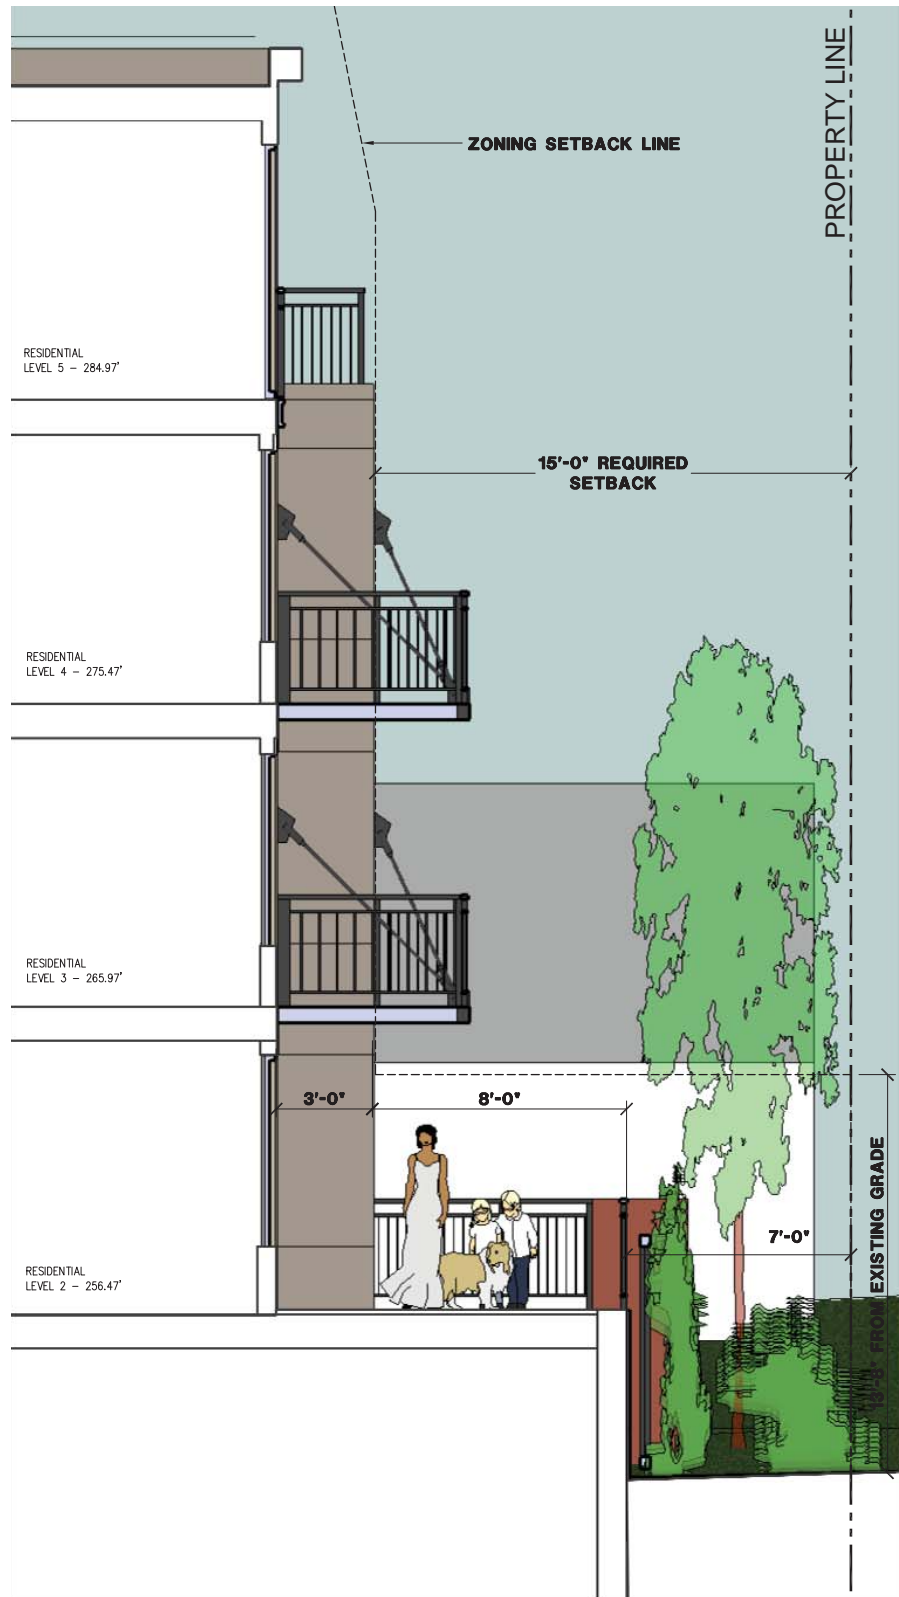 PROPERTY LINE
ZONING SETBACK LINE
RESIDENTIAL
LEVEL 5 - 284.97'
15'-0" REQUIRED
SETBACK
RESIDENTIAL
LEVEL 4 - 275.47'
RESIDENTIAL
LEVEL 3 - 265.97'
3'-0"
8'-0"
7'-0"
FROM EXISTING GRADE
RESIDENTIAL
LEVEL 2 - 256.47'